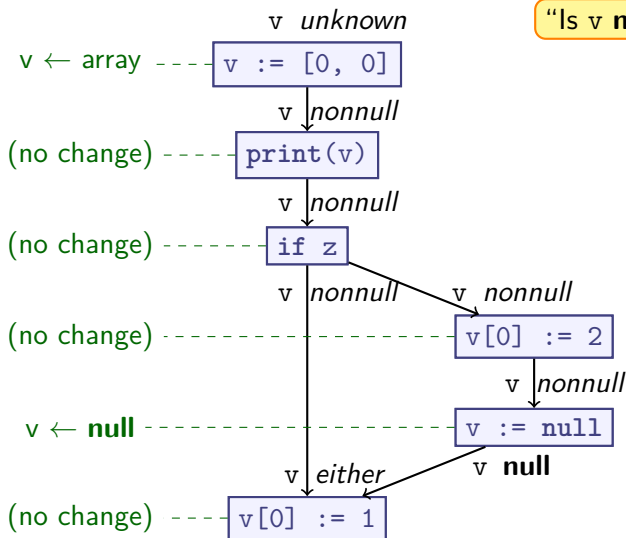 v unknown
“Is v
v ← array
v := [0, 0]
v nonnull
(no change)
print(v)
v nonnull
(no change)
if z
v nonnull
v nonnull
(no change)
v[0] := 2
v nonnull
v ← null
v := null
v either
v null
(no change)
v[0] := 1